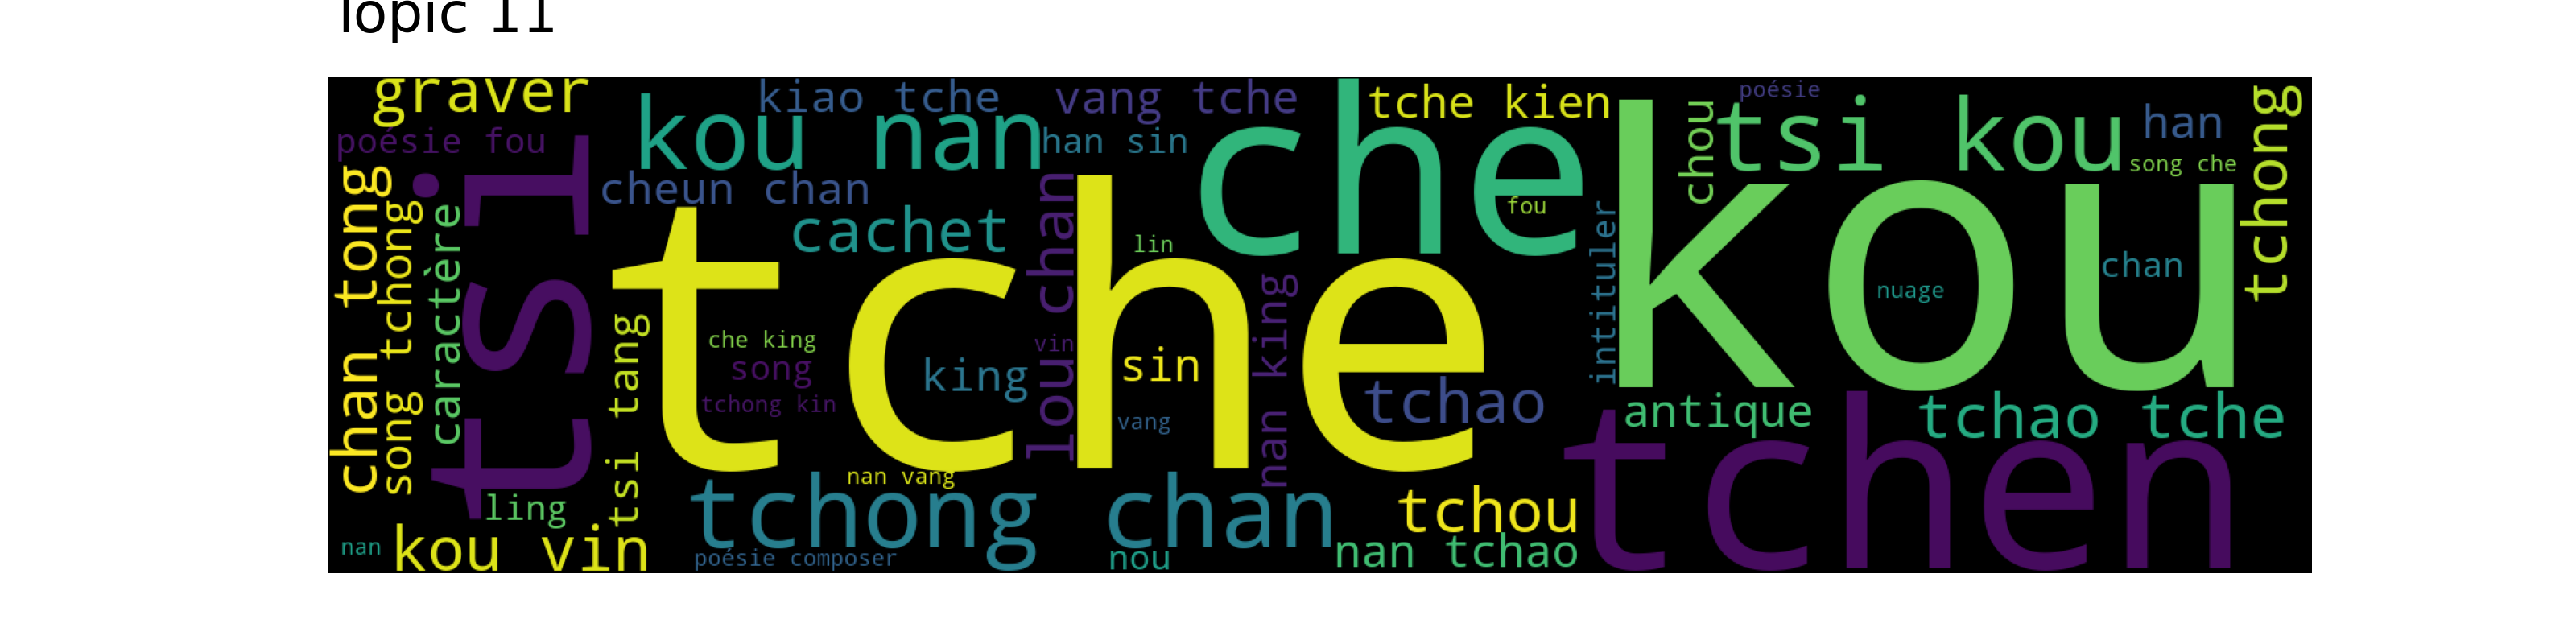 Topic 11
graver
kiao tche
vang tche
tche kien
poésie
poésie fou
kou nan
han sin
che
chou
tsi kou
han
song che
tchong
cheun chan
cachet
fou
lin
chan tong
song tchong
caractère
tsi
tche
kou
intituler
nuage
chan
tsi tang
che king
song
tchong kin
king
vin
sin
vang
loui chan
nan king
tchao
antique
tchao tche
tchen
nan vang
ling
tchong chan
tchou
nan
kou vin
poésie composer
nou
nan tchao